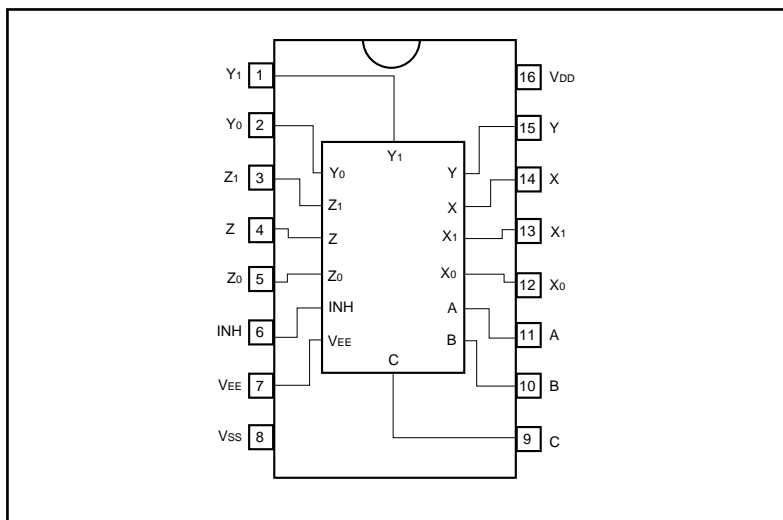 Y1 1
Y0 2
Z1 3
Z 4
Z0 5
INH 6
VEE 7
VSS 8
16 VDD
15 Y
14 X
13 X1
12 X0
11 A
10 B
9 C
Y1
Y0
Z1
Z
Z0
INH
VEE
C
Y
X
X1
X0
A
B